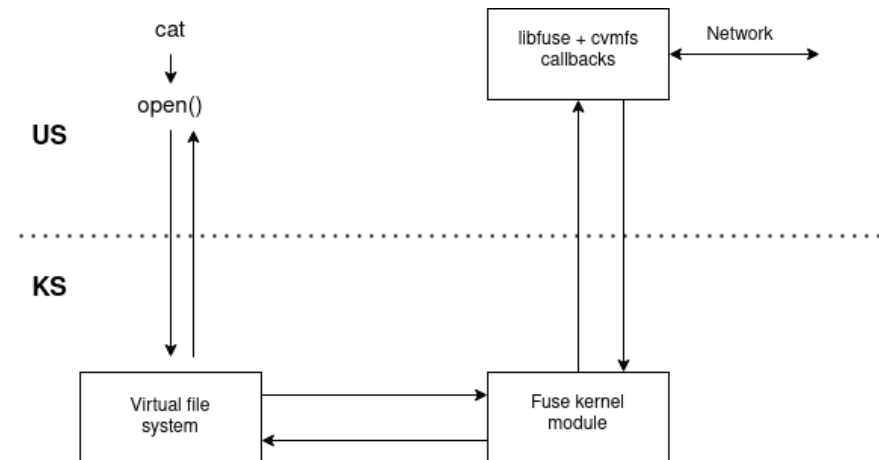 cat
open()
US
libfuse + cvmfs
callbacks
Network
KS
Virtual file
system
Fuse kernel
module